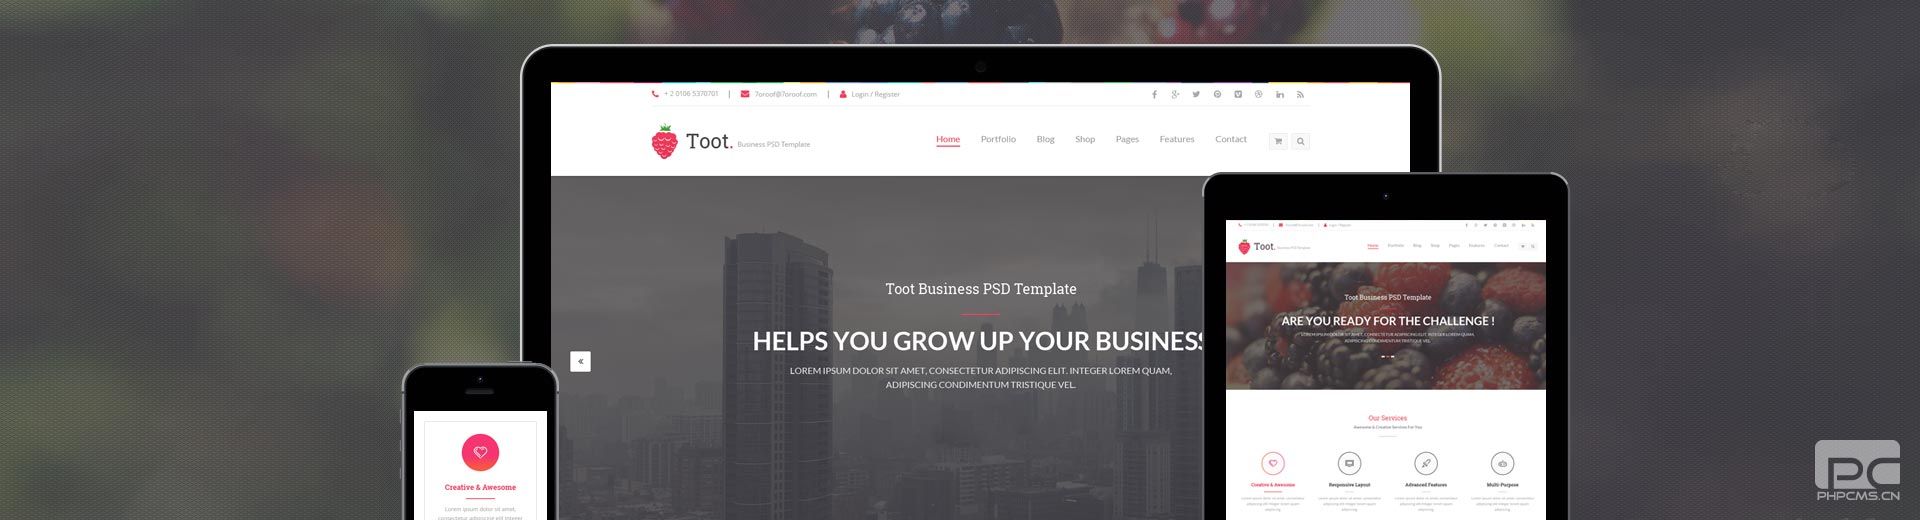 + 2 0106 5370701 | 7oroof@7oroof.com | Login / Register
Toot. Business PSD Template
Home Portfolio Blog Shop Pages Features Contact
Toot Business PSD Template
HELPS YOU GROW UP YOUR BUSINESS
LOREM IPSUM DOLOR SIT AMET, CONSECTETUR ADIPISCING ELIT. INTEGER LOREM QUAM,
ADIPISCING CONDIMENTUM TRISTIQUE VEL.
Creative & Awesome
Lorem ipsum dolor sit amet,
consectetur adipiscing elit integer
Toot. Business PSD Template
Home Portfolio Blog Shop Pages Features Contact
Toot Business PSD Template
ARE YOU READY FOR THE CHALLENGE !
LOREM IPSUM DOLOR SIT AMET, CONSECTETUR ADIPISCING ELIT. INTEGER LOREM QUAM,
ADIPISCING CONDIMENTUM TRISTIQUE VEL.
Our Services
Awesome & Creative Services For You
Creative & Awesome Responsive Layout Advanced Features Multi-Purpose
PC
PHPCMS.CN